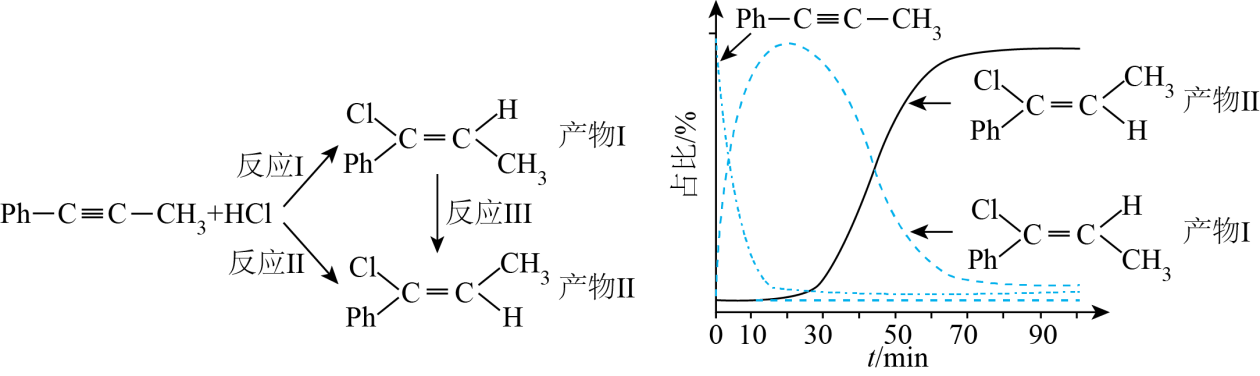 Ph—C≡C—CH₃+HCl
反应I
反应II
Cl
Ph
C=C
H
CH₃
产物I
反应III
Cl
Ph
C=C
CH₃
H
产物II
占比/%
Ph—C≡C—CH₃
Cl
Ph
C=C
CH₃
H
产物II
Cl
Ph
C=C
H
CH₃
产物I
0 10 30 50 70 90
t/min